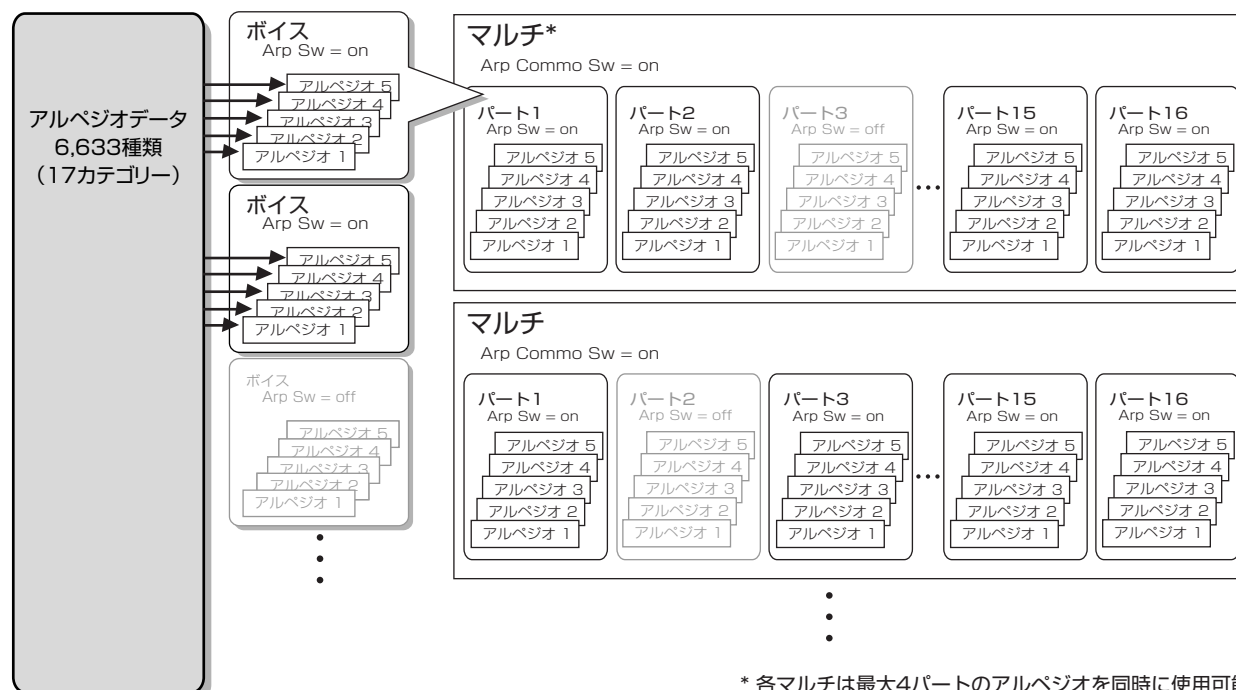 アルペジオデータ
6,633種類
（17カテゴリー）
ボイス
Arp Sw = on
アルペジオ 5
アルペジオ 4
アルペジオ 3
アルペジオ 2
アルペジオ 1
ボイス
Arp Sw = on
アルペジオ 5
アルペジオ 4
アルペジオ 3
アルペジオ 2
アルペジオ 1
ボイス
Arp Sw = off
アルペジオ 5
アルペジオ 4
アルペジオ 3
アルペジオ 2
アルペジオ 1
マルチ*
Arp Commo Sw = on
パート1
Arp Sw = on
アルペジオ 5
アルペジオ 4
アルペジオ 3
アルペジオ 2
アルペジオ 1
パート2
Arp Sw = on
アルペジオ 5
アルペジオ 4
アルペジオ 3
アルペジオ 2
アルペジオ 1
パート3
Arp Sw = off
アルペジオ 5
アルペジオ 4
アルペジオ 3
アルペジオ 2
アルペジオ 1
パート15
Arp Sw = on
アルペジオ 5
アルペジオ 4
アルペジオ 3
アルペジオ 2
アルペジオ 1
パート16
Arp Sw = on
アルペジオ 5
アルペジオ 4
アルペジオ 3
アルペジオ 2
アルペジオ 1
マルチ
Arp Commo Sw = on
パート1
Arp Sw = on
アルペジオ 5
アルペジオ 4
アルペジオ 3
アルペジオ 2
アルペジオ 1
パート2
Arp Sw = off
アルペジオ 5
アルペジオ 4
アルペジオ 3
アルペジオ 2
アルペジオ 1
パート3
Arp Sw = on
アルペジオ 5
アルペジオ 4
アルペジオ 3
アルペジオ 2
アルペジオ 1
パート15
Arp Sw = on
アルペジオ 5
アルペジオ 4
アルペジオ 3
アルペジオ 2
アルペジオ 1
パート16
Arp Sw = on
アルペジオ 5
アルペジオ 4
アルペジオ 3
アルペジオ 2
アルペジオ 1
* 各マルチは最大4パートのアルペジオを同時に使用可能